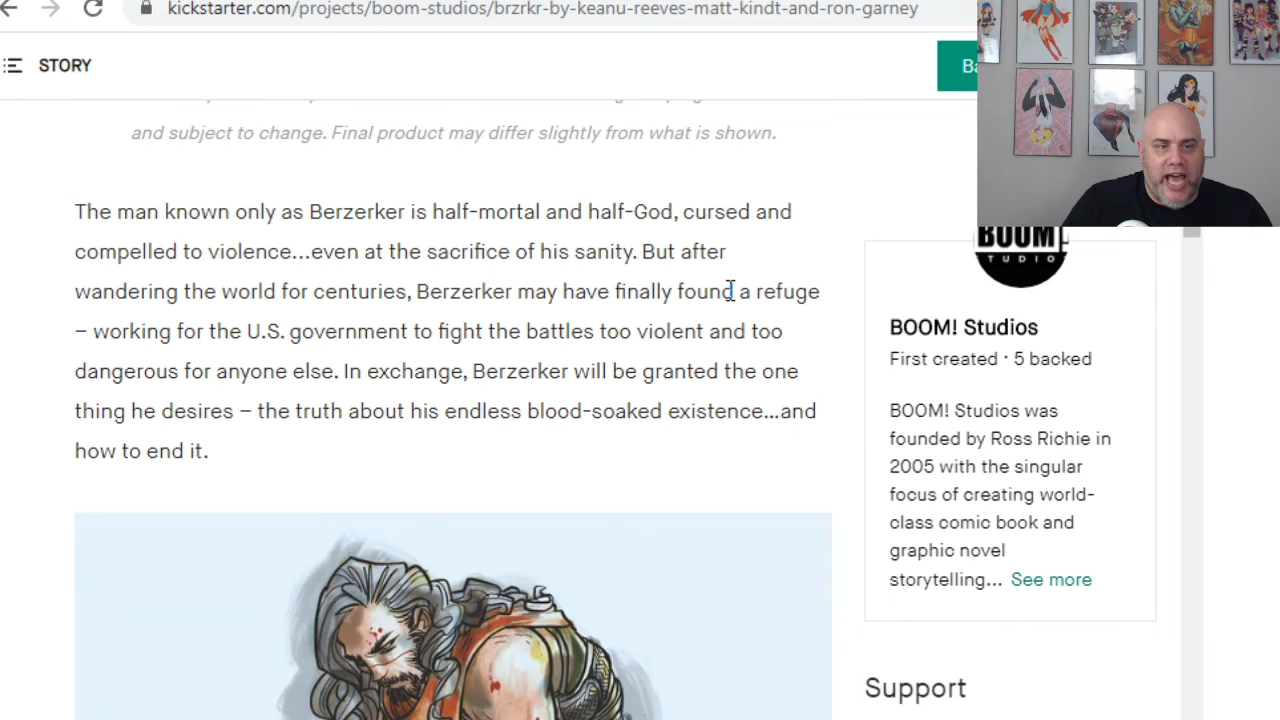 kickstarter.com/projects/boom-studios/brzrkr-by-keanu-reeves-matt-kindt-and-ron-garney
STORY
Ba
and subject to change. Final product may differ slightly from what is shown.
The man known only as Berzerker is half-mortal and half-God, cursed and
compelled to violence...even at the sacrifice of his sanity. But after
wandering the world for centuries, Berzerker may have finally found a refuge
– working for the U.S. government to fight the battles too violent and too
dangerous for anyone else. In exchange, Berzerker will be granted the one
thing he desires – the truth about his endless blood-soaked existence...and
how to end it.
BOOM!
STUDIOS
BOOM! Studios
First created · 5 backed
BOOM! Studios was
founded by Ross Richie in
2005 with the singular
focus of creating world-
class comic book and
graphic novel
storytelling... See more
Support